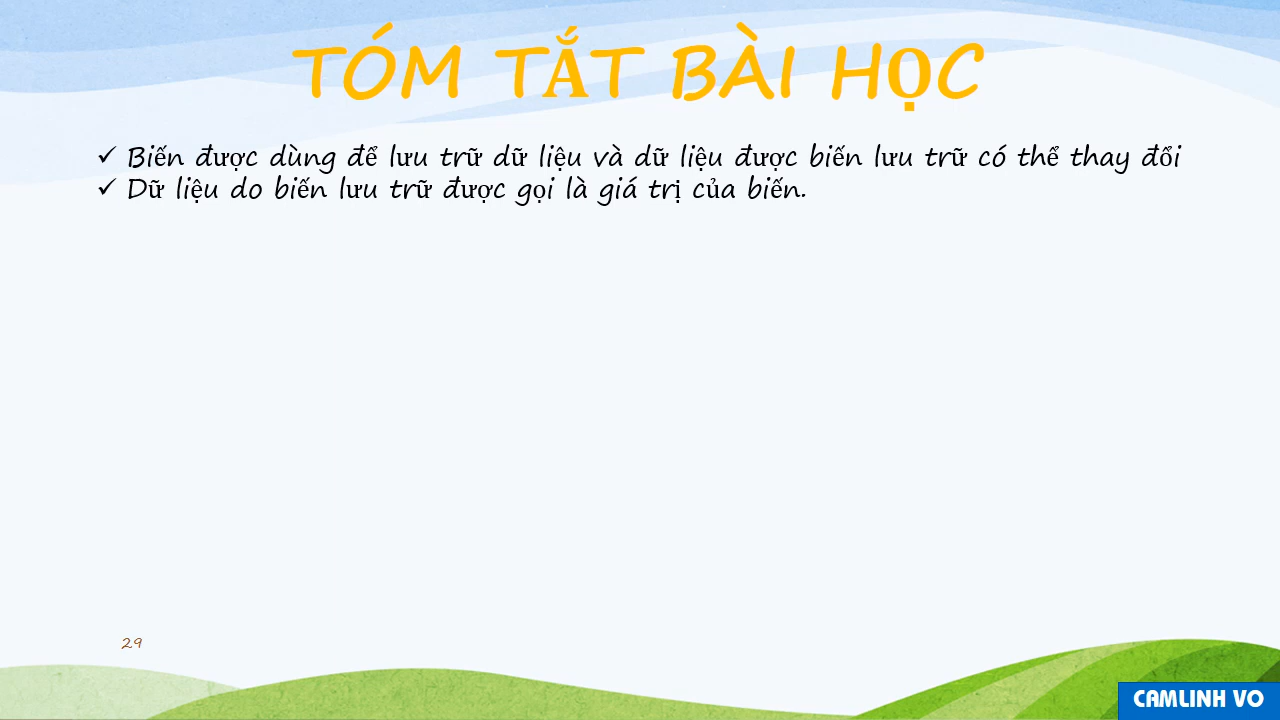 TÓM TẮT BÀI HỌC
✓ Biến được dùng để lưu trữ dữ liệu và dữ liệu được biến lưu trữ có thể thay đổi
✓ Dữ liệu do biến lưu trữ được gọi là giá trị của biến.
29
CAMLINH VO